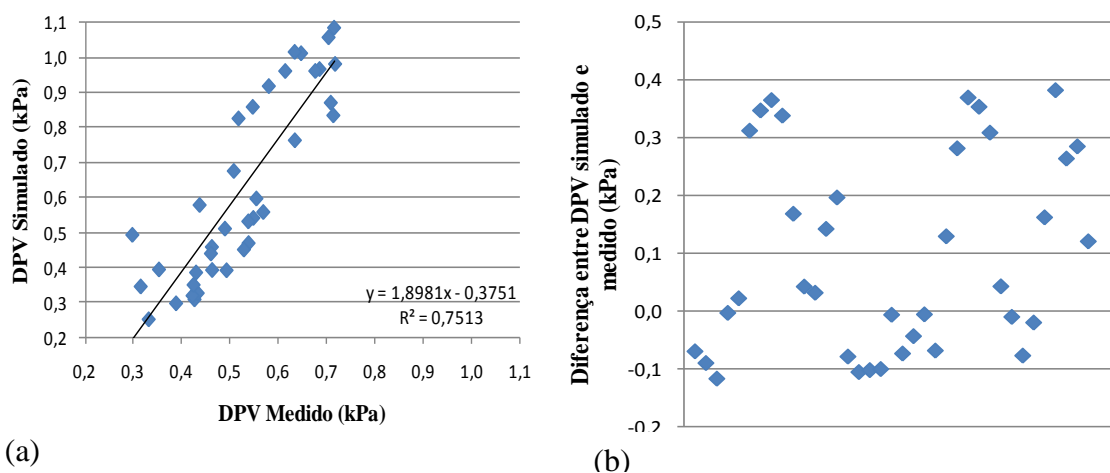 1,1
1,0
0,9
0,8
0,7
0,6
0,5
0,4
0,3
0,2
DPV Simulado (kPa)
y = 1,8981x - 0,3751
R² = 0,7513
0,2 0,3 0,4 0,5 0,6 0,7 0,8 0,9 1,0 1,1
DPV Medido (kPa)
(a)
0,5
0,4
0,3
0,2
0,1
0,0
-0,1
-0,2
Diferença entre DPV simulado e
medido (kPa)
(b)